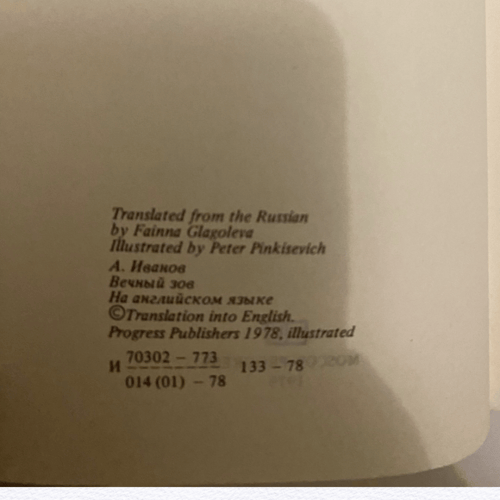 Translated from the Russian
by Fainna Glagoleva
Illustrated by Peter Pinkisevich
А. Иванов
Вечный зов
На английском языке
©Translation into English.
Progress Publishers 1978, illustrated
И 70302 – 773 133 – 78
014 (01) – 78